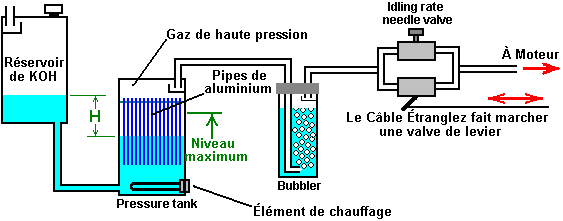 Idling rate
needle valve
Gaz de haute pression
Réservoir
de KOH
À Moteur
Pipes de
aluminium
H
Niveau
maximum
Le Câble Étranglez fait marcher
une valve de levier
Bubbler
Pressure tank
Élément de chauffage